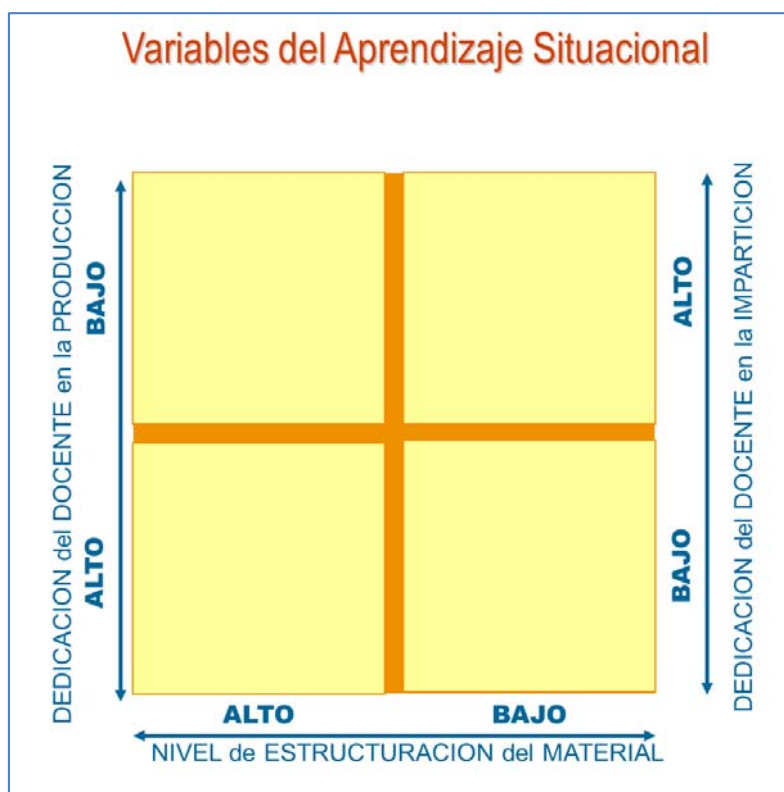 Variables del Aprendizaje Situacional
DEDICACION del DOCENTE en la PRODUCCION
BAJO
ALTO
ALTO
BAJO
DEDICACION del DOCENTE en la IMPARTICION
ALTO
BAJO
NIVEL de ESTRUCTURACION del MATERIAL